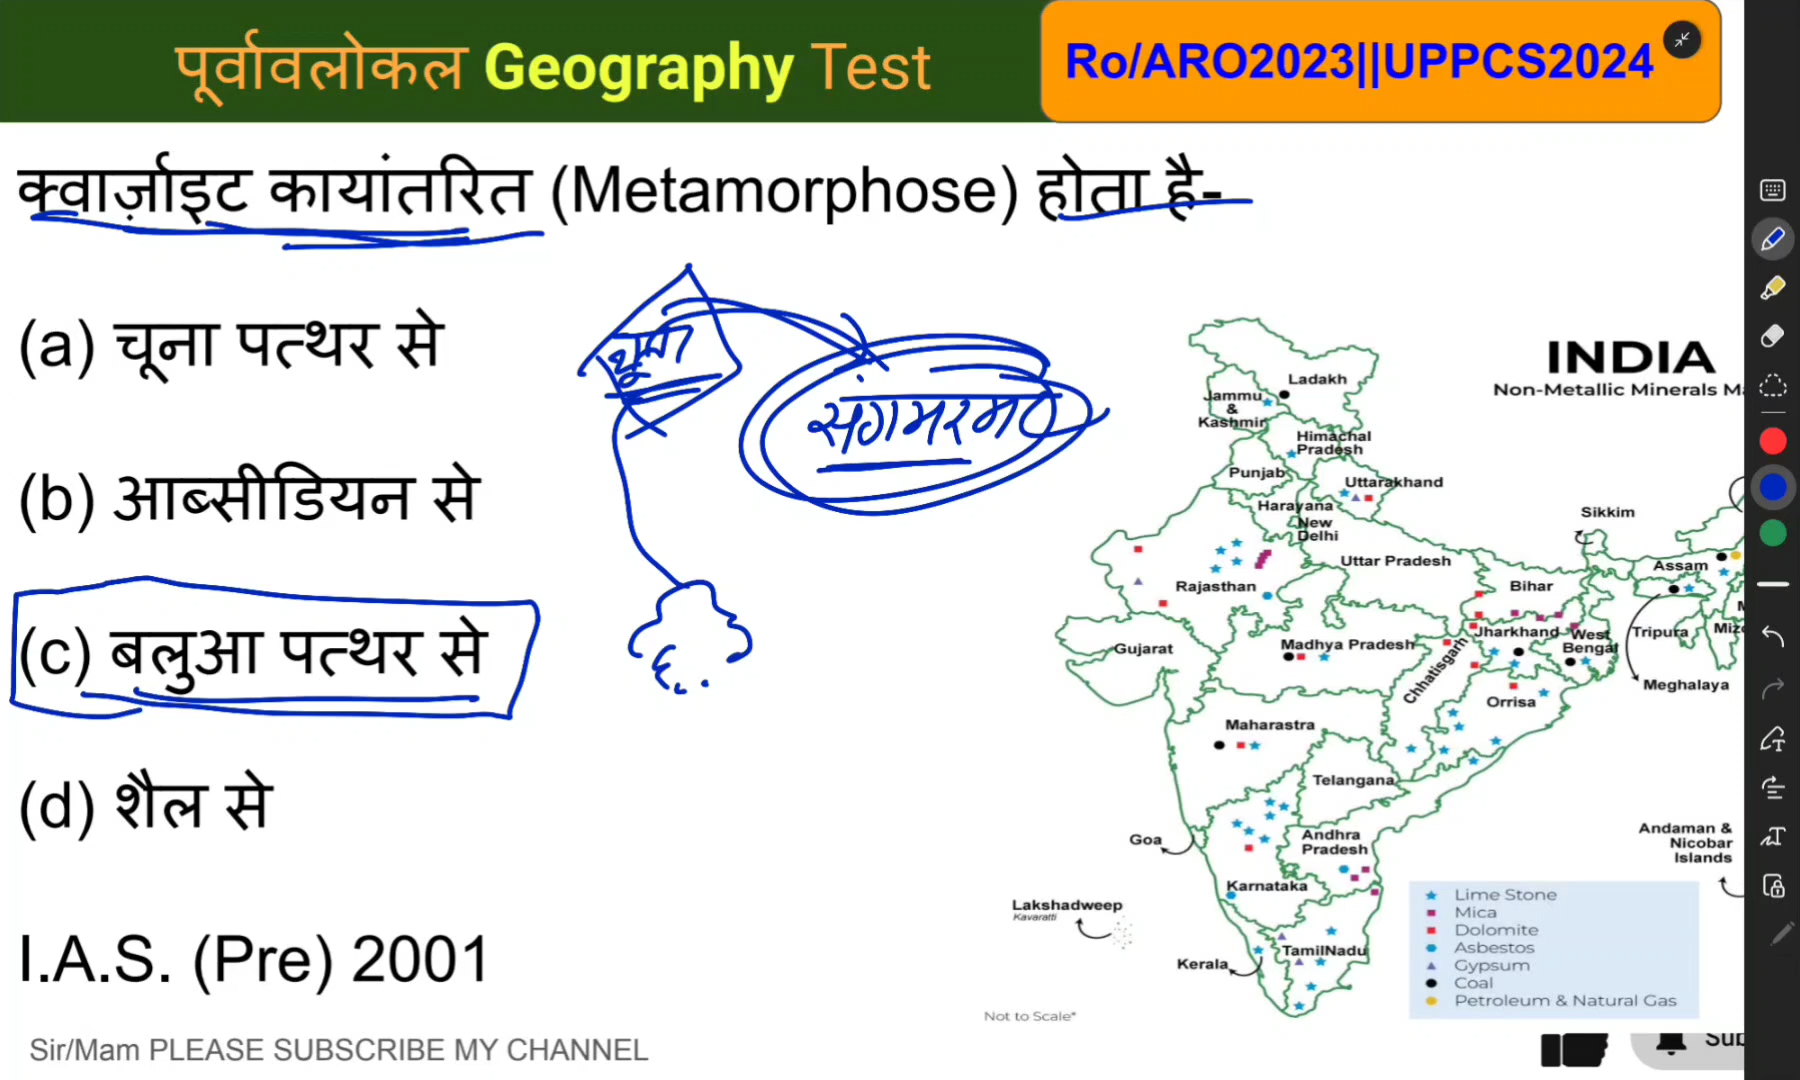 पूर्वावलोकल Geography Test
Ro/ARO2023||UPPCS2024
क्वार्ज़ाइट कायांतरित (Metamorphose) होता है-
(a) चूना पत्थर से
(b) आब्सीडियन से
(c) बलुआ पत्थर से
(d) शैल से
I.A.S. (Pre) 2001
Sir/Mam PLEASE SUBSCRIBE MY CHANNEL
चूना
संगमरमर
INDIA
Non-Metallic Minerals
Ladakh
Jammu
&
Kashmir
Himachal
Pradesh
Punjab
Uttarakhand
Harayana
New
Delhi
Sikkim
Uttar Pradesh
Assam
Rajasthan
Bihar
Gujarat
Madhya Pradesh
Jharkhand
West
Bengal
Tripura
Chhatisgarh
Meghalaya
Orrisa
Maharastra
Telangana
Goa
Andhra
Pradesh
Andaman &
Nicobar
Islands
Karnataka
Lakshadweep
Kavaratti
Kerala
TamilNadu
Lime Stone
Mica
Dolomite
Asbestos
Gypsum
Coal
Petroleum & Natural Gas
Not to Scale*